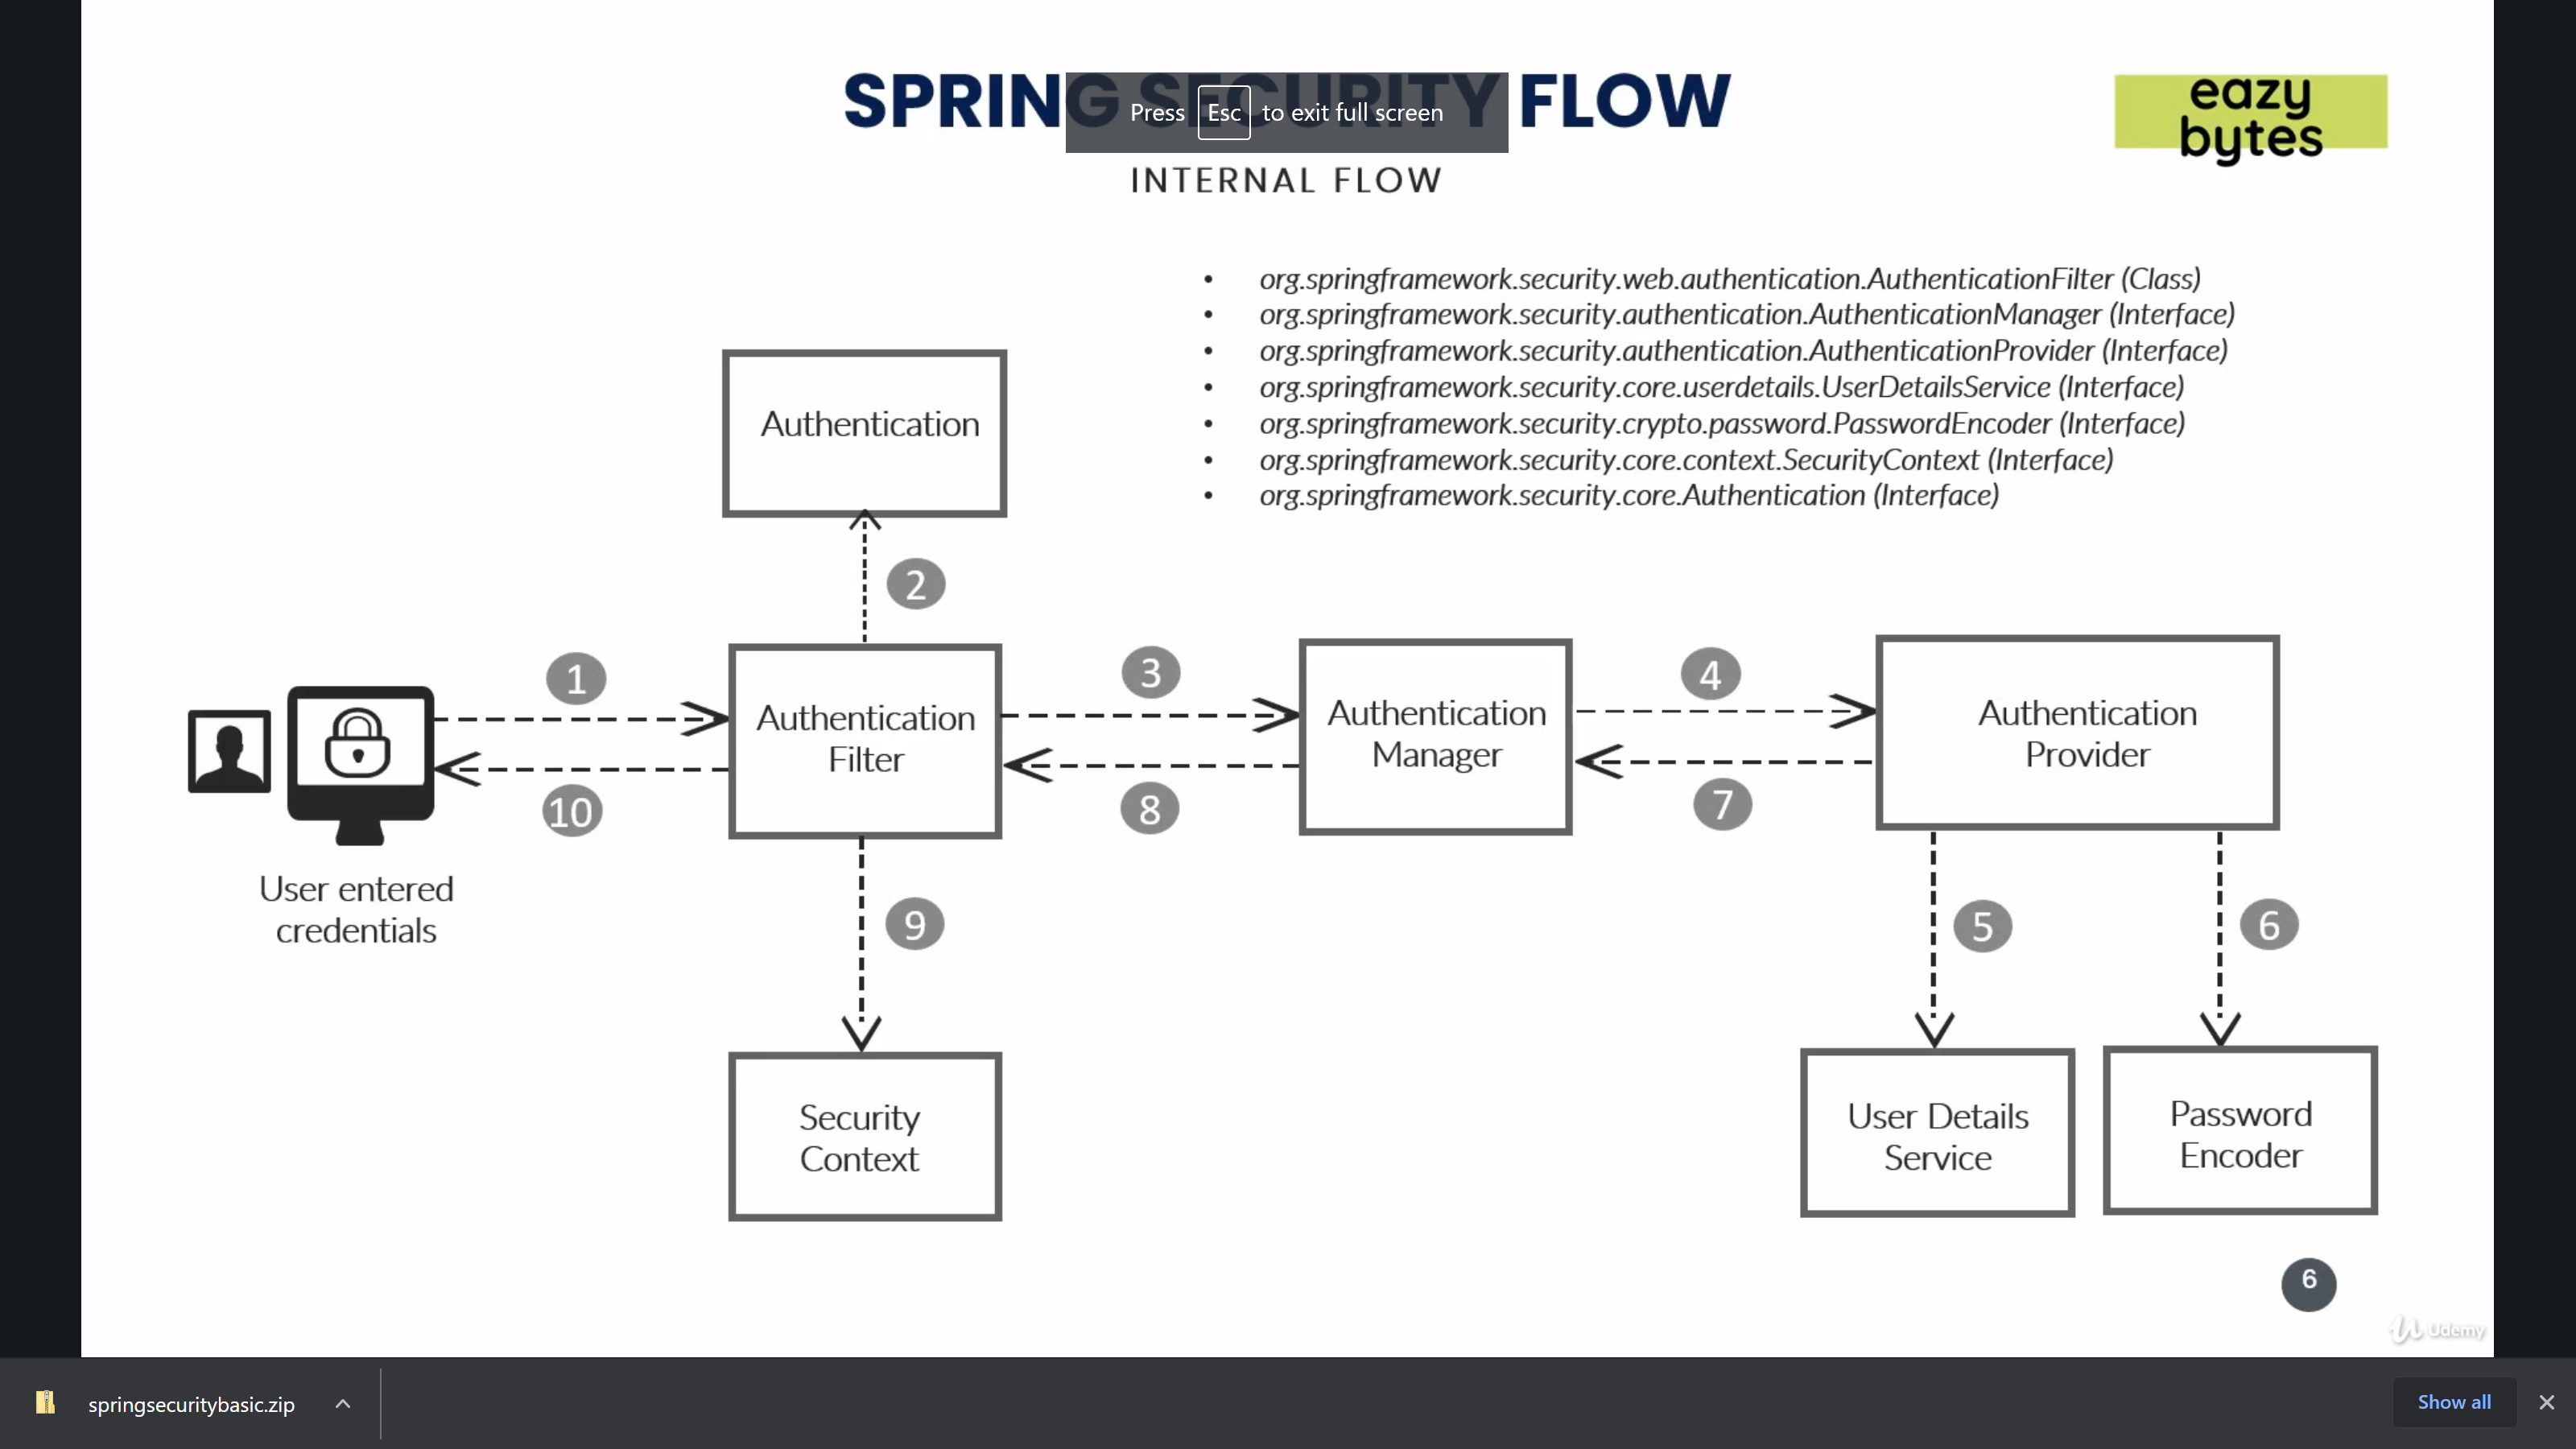 SPRING SECURITY FLOW
Press Esc to exit full screen
eazy
bytes
INTERNAL FLOW
• org.springframework.security.web.authentication.AuthenticationFilter (Class)
• org.springframework.security.authentication.AuthenticationManager (Interface)
• org.springframework.security.authentication.AuthenticationProvider (Interface)
• org.springframework.security.core.userdetails.UserDetailsService (Interface)
• org.springframework.security.crypto.password.PasswordEncoder (Interface)
• org.springframework.security.core.context.SecurityContext (Interface)
• org.springframework.security.core.Authentication (Interface)
Authentication
2
1
3
4
Authentication
Filter
Authentication
Manager
Authentication
Provider
10
8
7
User entered
credentials
9
5
6
Security
Context
User Details
Service
Password
Encoder
6
Udemy
springsecuritybasic.zip
Show all